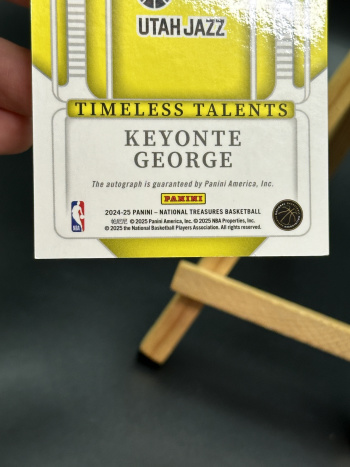 UTAH JAZZ
TIMELESS TALENTS
KEYONTE
GEORGE
The autograph is guaranteed by Panini America, Inc.
PANINI
2024-25 PANINI – NATIONAL TREASURES BASKETBALL
© 2025 Panini America, Inc. © 2025 NBA Properties, Inc.
© 2025 the National Basketball Players Association. All rights reserved.
NBA